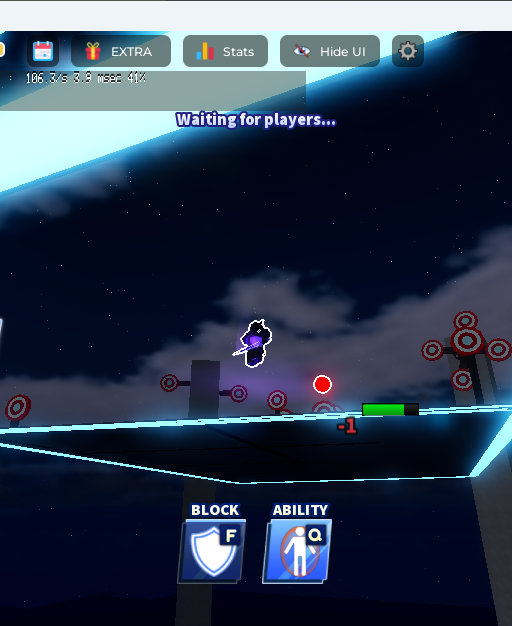 EXTRA
Stats
Hide UI
: 106.3/s 3.9 msec 41%
Waiting for players...
-1
BLOCK
ABILITY
F
Q